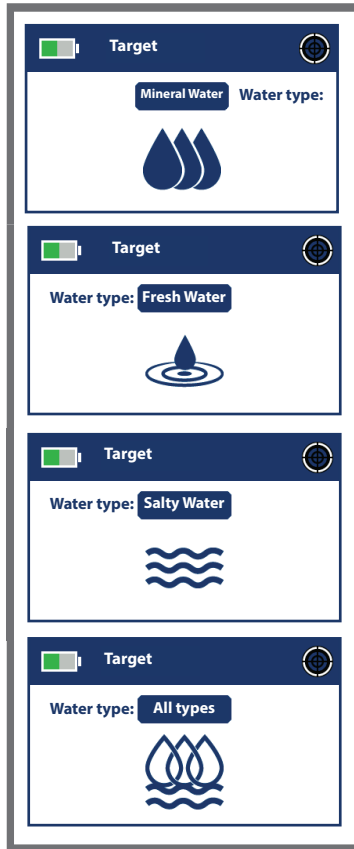 Target
Mineral Water Water type:
Target
Water type: Fresh Water
Target
Water type: Salty Water
Target
Water type: All types